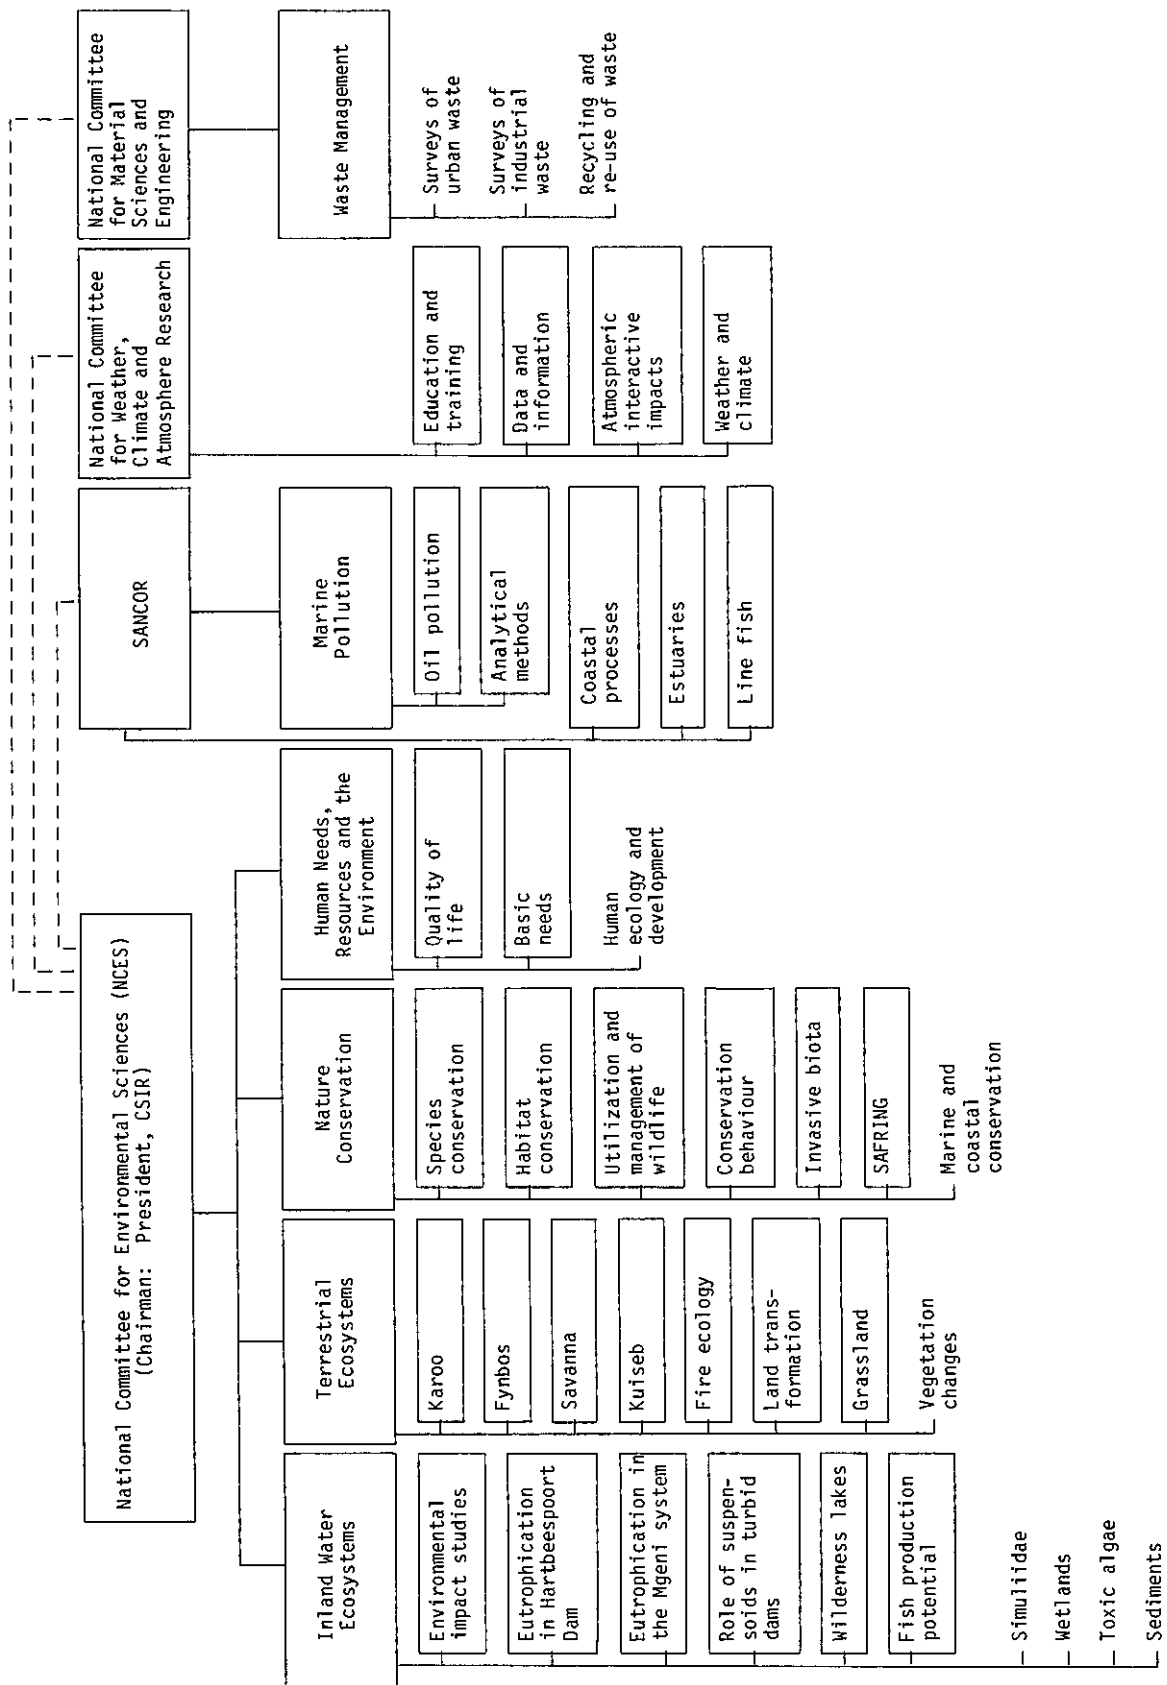 National Committee for Environmental Sciences (NCES)
(Chairman: President, CSIR)
Inland Water
Ecosystems
Environmental
impact studies
Eutrophication
in Hartbeespoort
Dam
Eutrophication in
the Mgeni system
Role of suspen-
soids in turbid
dams
Wilderness lakes
Fish production
potential
Simuliidae
Wetlands
Toxic algae
Sediments
Terrestrial
Ecosystems
Karoo
Fynbos
Savanna
Kuiseb
Fire ecology
Land trans-
formation
Grassland
Vegetation
changes
Nature
Conservation
Species
conservation
Habitat
conservation
Utilization and
management of
wildlife
Conservation
behaviour
Invasive biota
SAFRING
Marine and
coastal
conservation
Human Needs,
Resources and the
Environment
Quality of
life
Basic
needs
Human
ecology and
development
SANCOR
Marine
Pollution
Oil pollution
Analytical
methods
Coastal
processes
Estuaries
Line fish
National Committee
for Weather,
Climate and
Atmosphere Research
Education and
training
Data and
information
Atmospheric
interactive
impacts
Weather and
climate
National Committee
for Material
Sciences and
Engineering
Waste Management
Surveys of
urban waste
Surveys of
industrial
waste
Recycling and
re-use of waste